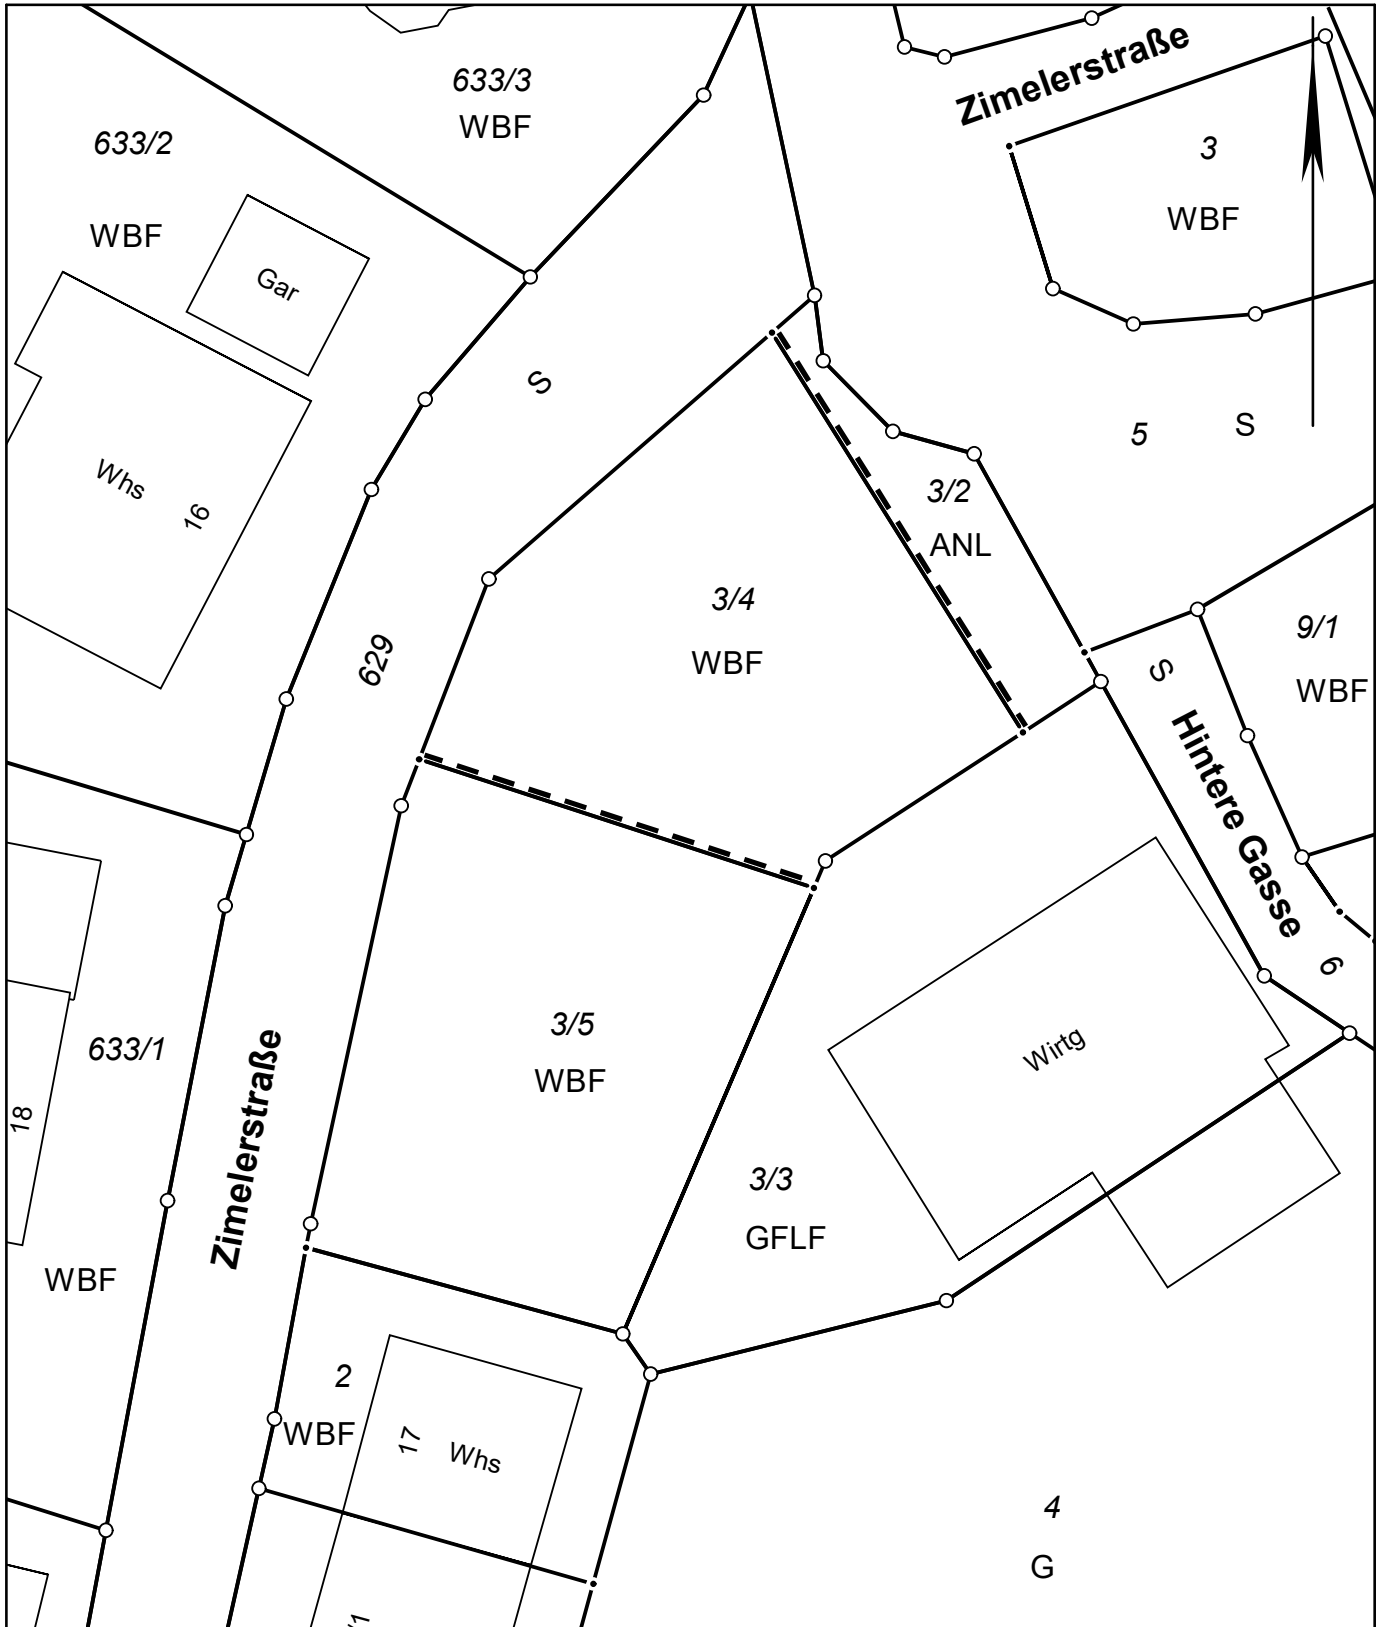 Zimelerstraße
633/3
WBF
633/2
WBF
3
WBF
Gar
S
5
S
Whs
16
3/2
ANL
3/4
WBF
629
9/1
WBF
S
Hintere Gasse
6
3/5
WBF
633/1
Wirtg
18
Zimelerstraße
3/3
GFLF
WBF
2
WBF
17
Whs
4
G